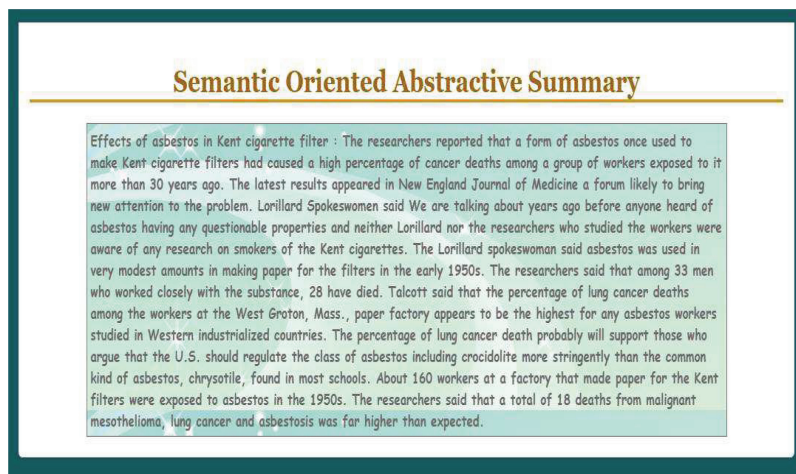 Semantic Oriented Abstractive Summary
Effects of asbestos in Kent cigarette filter : The researchers reported that a form of asbestos once used to
make Kent cigarette filters had caused a high percentage of cancer deaths among a group of workers exposed to it
more than 30 years ago. The latest results appeared in New England Journal of Medicine a forum likely to bring
new attention to the problem. Lorillard Spokeswomen said We are talking about years ago before anyone heard of
asbestos having any questionable properties and neither Lorillard nor the researchers who studied the workers were
aware of any research on smokers of the Kent cigarettes. The Lorillard spokeswoman said asbestos was used in
very modest amounts in making paper for the filters in the early 1950s. The researchers said that among 33 men
who worked closely with the substance, 28 have died. Talcott said that the percentage of lung cancer deaths
among the workers at the West Groton, Mass., paper factory appears to be the highest for any asbestos workers
studied in Western industrialized countries. The percentage of lung cancer death probably will support those who
argue that the U.S. should regulate the class of asbestos including crocidolite more stringently than the common
kind of asbestos, chrysotile, found in most schools. About 160 workers at a factory that made paper for the Kent
filters were exposed to asbestos in the 1950s. The researchers said that a total of 18 deaths from malignant
mesothelioma, lung cancer and asbestosis was far higher than expected.